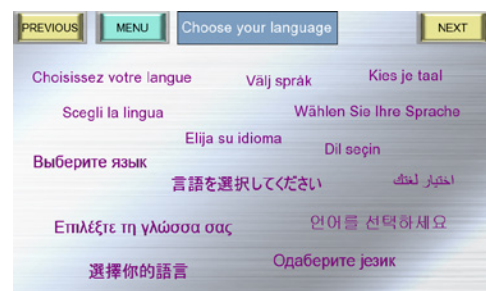 PREVIOUS MENU Choose your language NEXT
Choisissez votre langue Välj språk Kies je taal
Scegli la lingua Wählen Sie Ihre Sprache
Elija su idioma Dil seçin
Выберите язык
言語を選択してください اختيار لغتك
Επιλέξτε τη γλώσσα σας 언어를 선택하세요
選擇你的語言 Одаберите језик